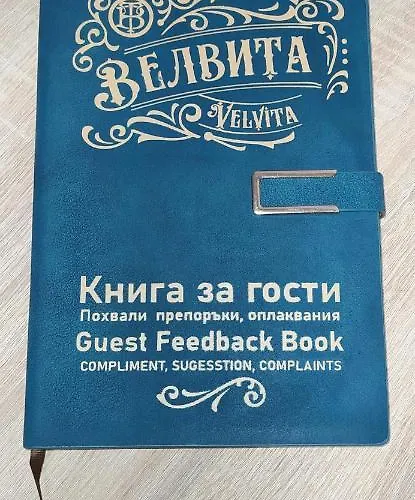 ВЕЛВИТА
VELVITA
Книга за гости
Похвали препоръки, оплаквания
Guest Feedback Book
COMPLIMENT, SUGESSTION, COMPLAINTS